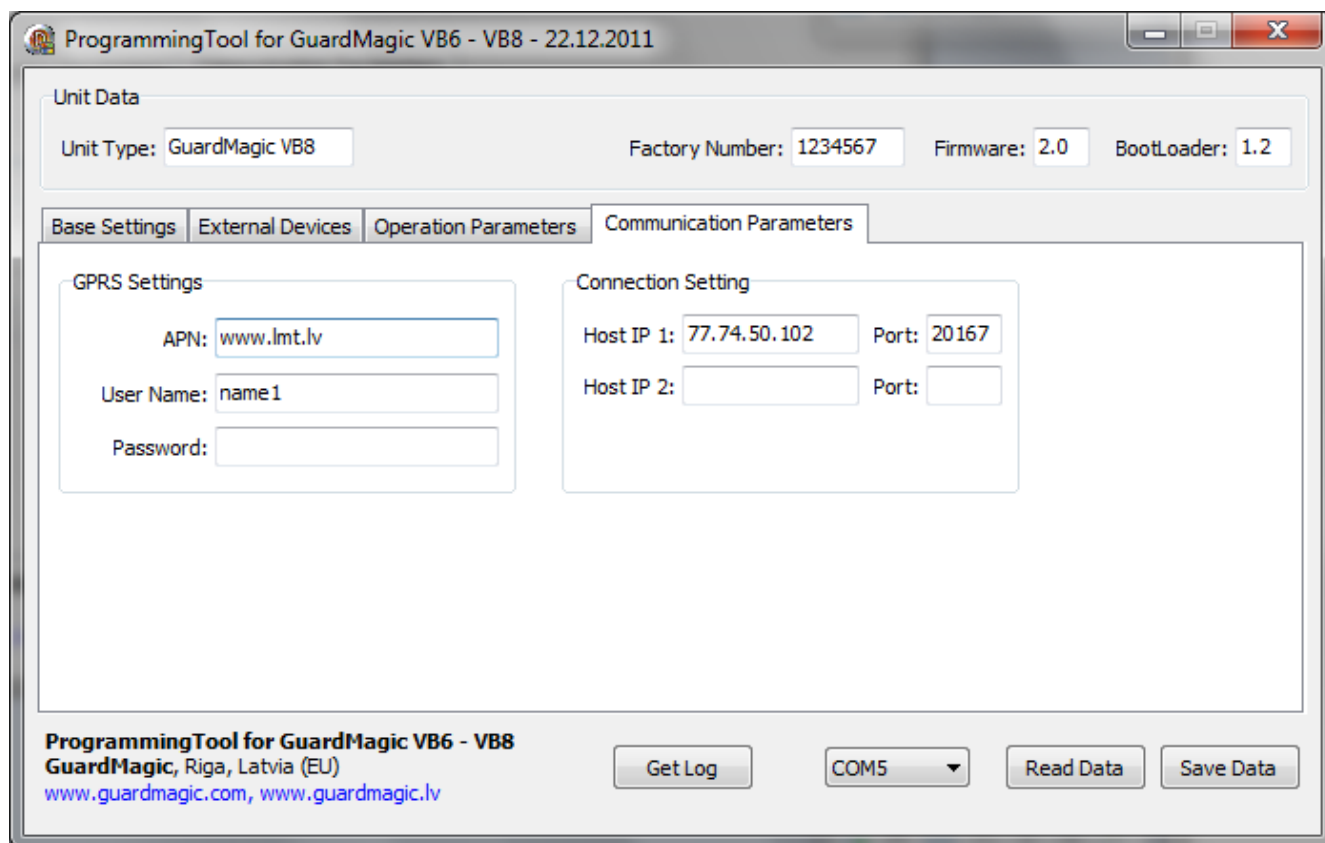 ProgrammingTool for GuardMagic VB6 - VB8 - 22.12.2011
Unit Data
Unit Type: GuardMagic VB8 Factory Number: 1234567 Firmware: 2.0 BootLoader: 1.2
Base Settings External Devices Operation Parameters Communication Parameters
GPRS Settings Connection Setting
APN: www.lmt.lv Host IP 1: 77.74.50.102 Port: 20167
User Name: name1 Host IP 2: Port:
Password:
ProgrammingTool for GuardMagic VB6 - VB8
GuardMagic, Riga, Latvia (EU) Get Log COM5 Read Data Save Data
www.guardmagic.com, www.guardmagic.lv